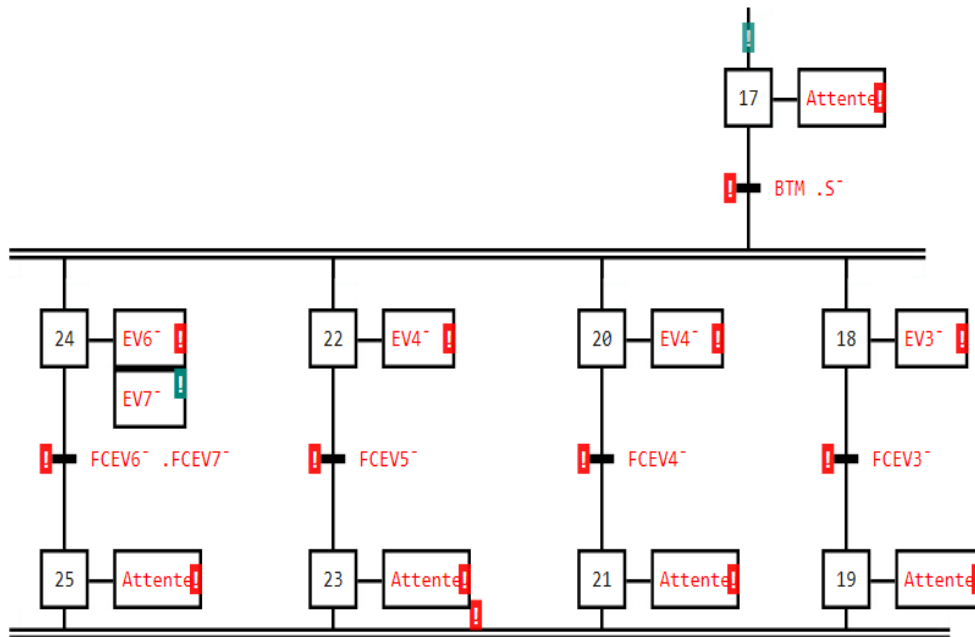 !
17 Attente!
! BTM .S¯
24 EV6¯ ! 22 EV4¯ ! 20 EV4¯ ! 18 EV3¯ !
EV7¯ !
! FCEV6¯ .FCEV7¯ ! FCEV5¯ ! FCEV4¯ ! FCEV3¯
25 Attente! 23 Attente! 21 Attente! 19 Attente!
!